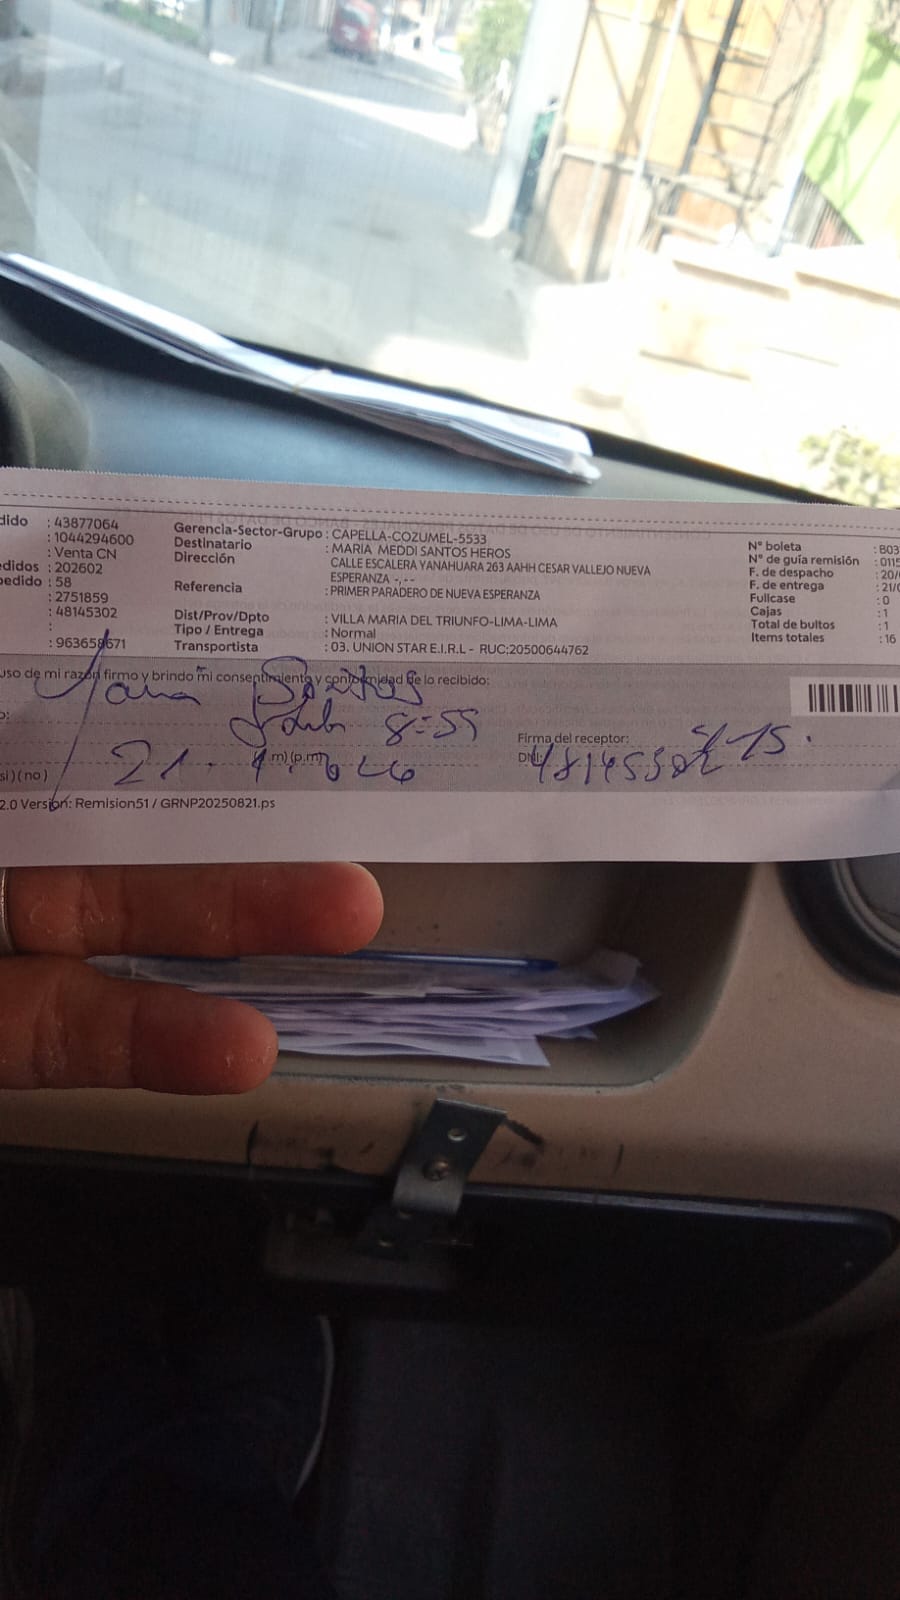 dido : 43877064
: 1044294600
: Venta CN
edidos : 202602
pedido : 58
: 2751859
: 48145302
:
: 963658671
Gerencia-Sector-Grupo : CAPELLA-COZUMEL-5533
Destinatario : MARIA MEDDI SANTOS HEROS
Dirección : CALLE ESCALERA YANAHUARA 263 AAHH CESAR VALLEJO NUEVA
ESPERANZA -,--
Referencia : PRIMER PARADERO DE NUEVA ESPERANZA
Dist/Prov/Dpto : VILLA MARIA DEL TRIUNFO-LIMA-LIMA
Tipo / Entrega : Normal
Transportista : 03. UNION STAR E.I.R.L - RUC:20500644762
N° boleta : B03
N° de guía remisión : 0115
F. de despacho : 20/
F. de entrega : 21/
Fullcase : 0
Cajas : 1
Total de bultos : 1
Items totales : 16
uso de mi razón firmo y brindo mi consentimiento y conformidad de lo recibido:
Santos
8=55
Firma del receptor:
21.
(p.m)
DNI:
si) (no)
2.0 Versión: Remision51 / GRNP20250821.ps